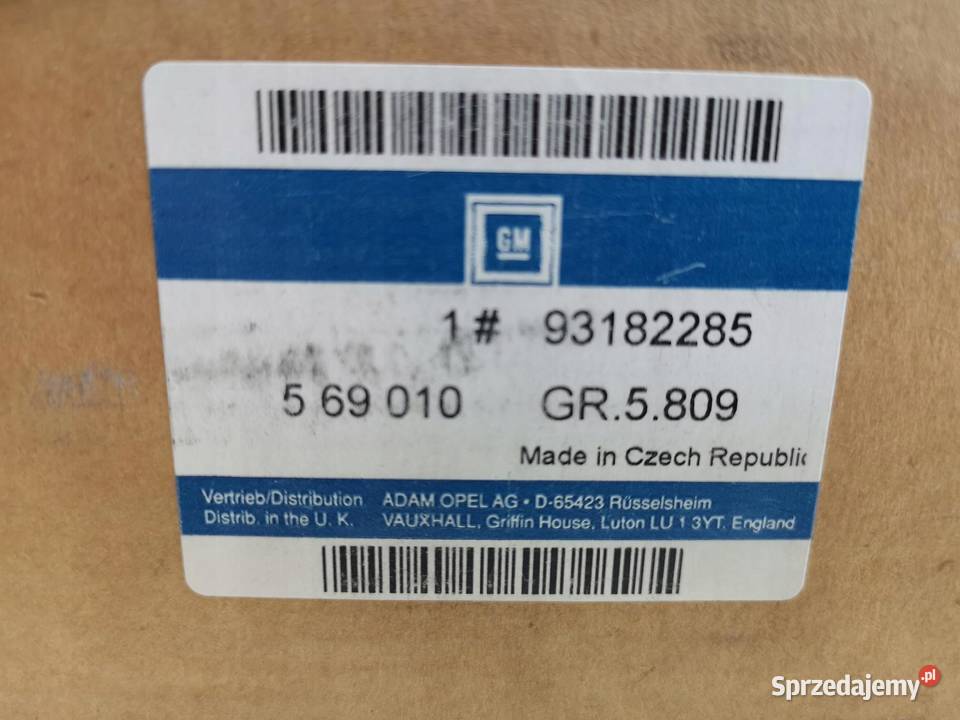 GM
1# 93182285
5 69 010 GR.5.809
Made in Czech Republic
Vertrieb/Distribution ADAM OPEL AG • D-65423 Rüsselsheim
Distrib. in the U. K. VAUXHALL, Griffin House, Luton LU 1 3YT. England
Sprzedajemy.pl